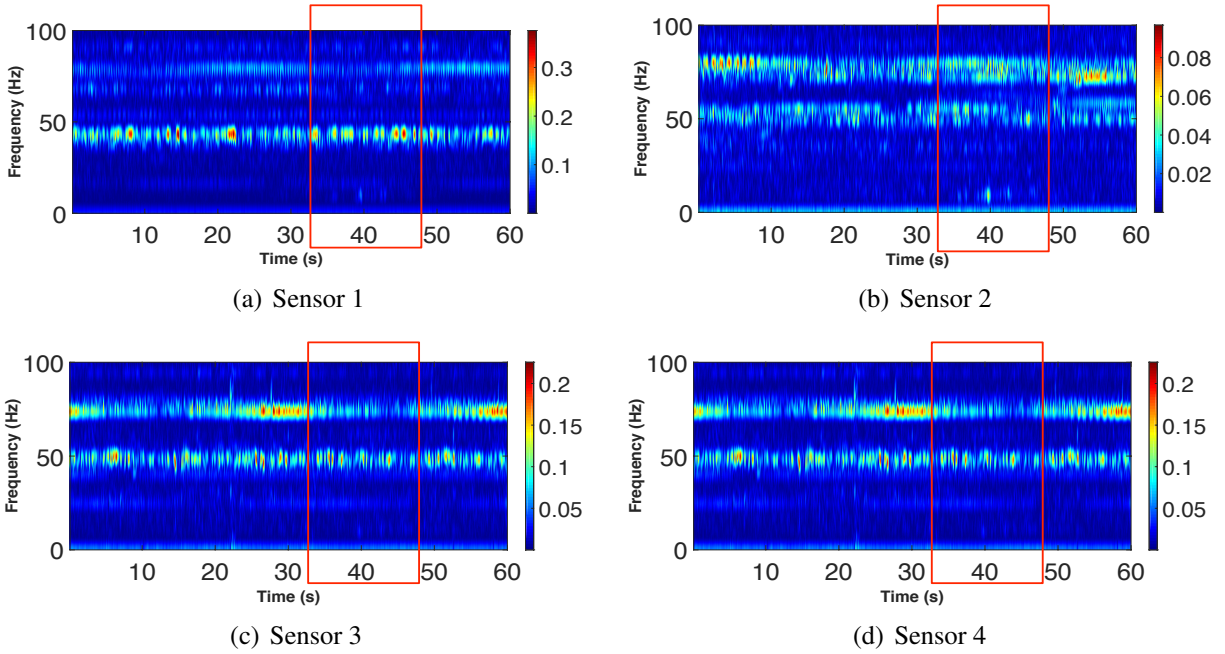 100
50
0
Frequency (Hz)
10 20 30 40 50 60
Time (s)
0.3
0.2
0.1
(a) Sensor 1
100
50
0
Frequency (Hz)
10 20 30 40 50 60
Time (s)
0.08
0.06
0.04
0.02
(b) Sensor 2
100
50
0
Frequency (Hz)
10 20 30 40 50 60
Time (s)
0.2
0.15
0.1
0.05
(c) Sensor 3
100
50
0
Frequency (Hz)
10 20 30 40 50 60
Time (s)
0.2
0.15
0.1
0.05
(d) Sensor 4